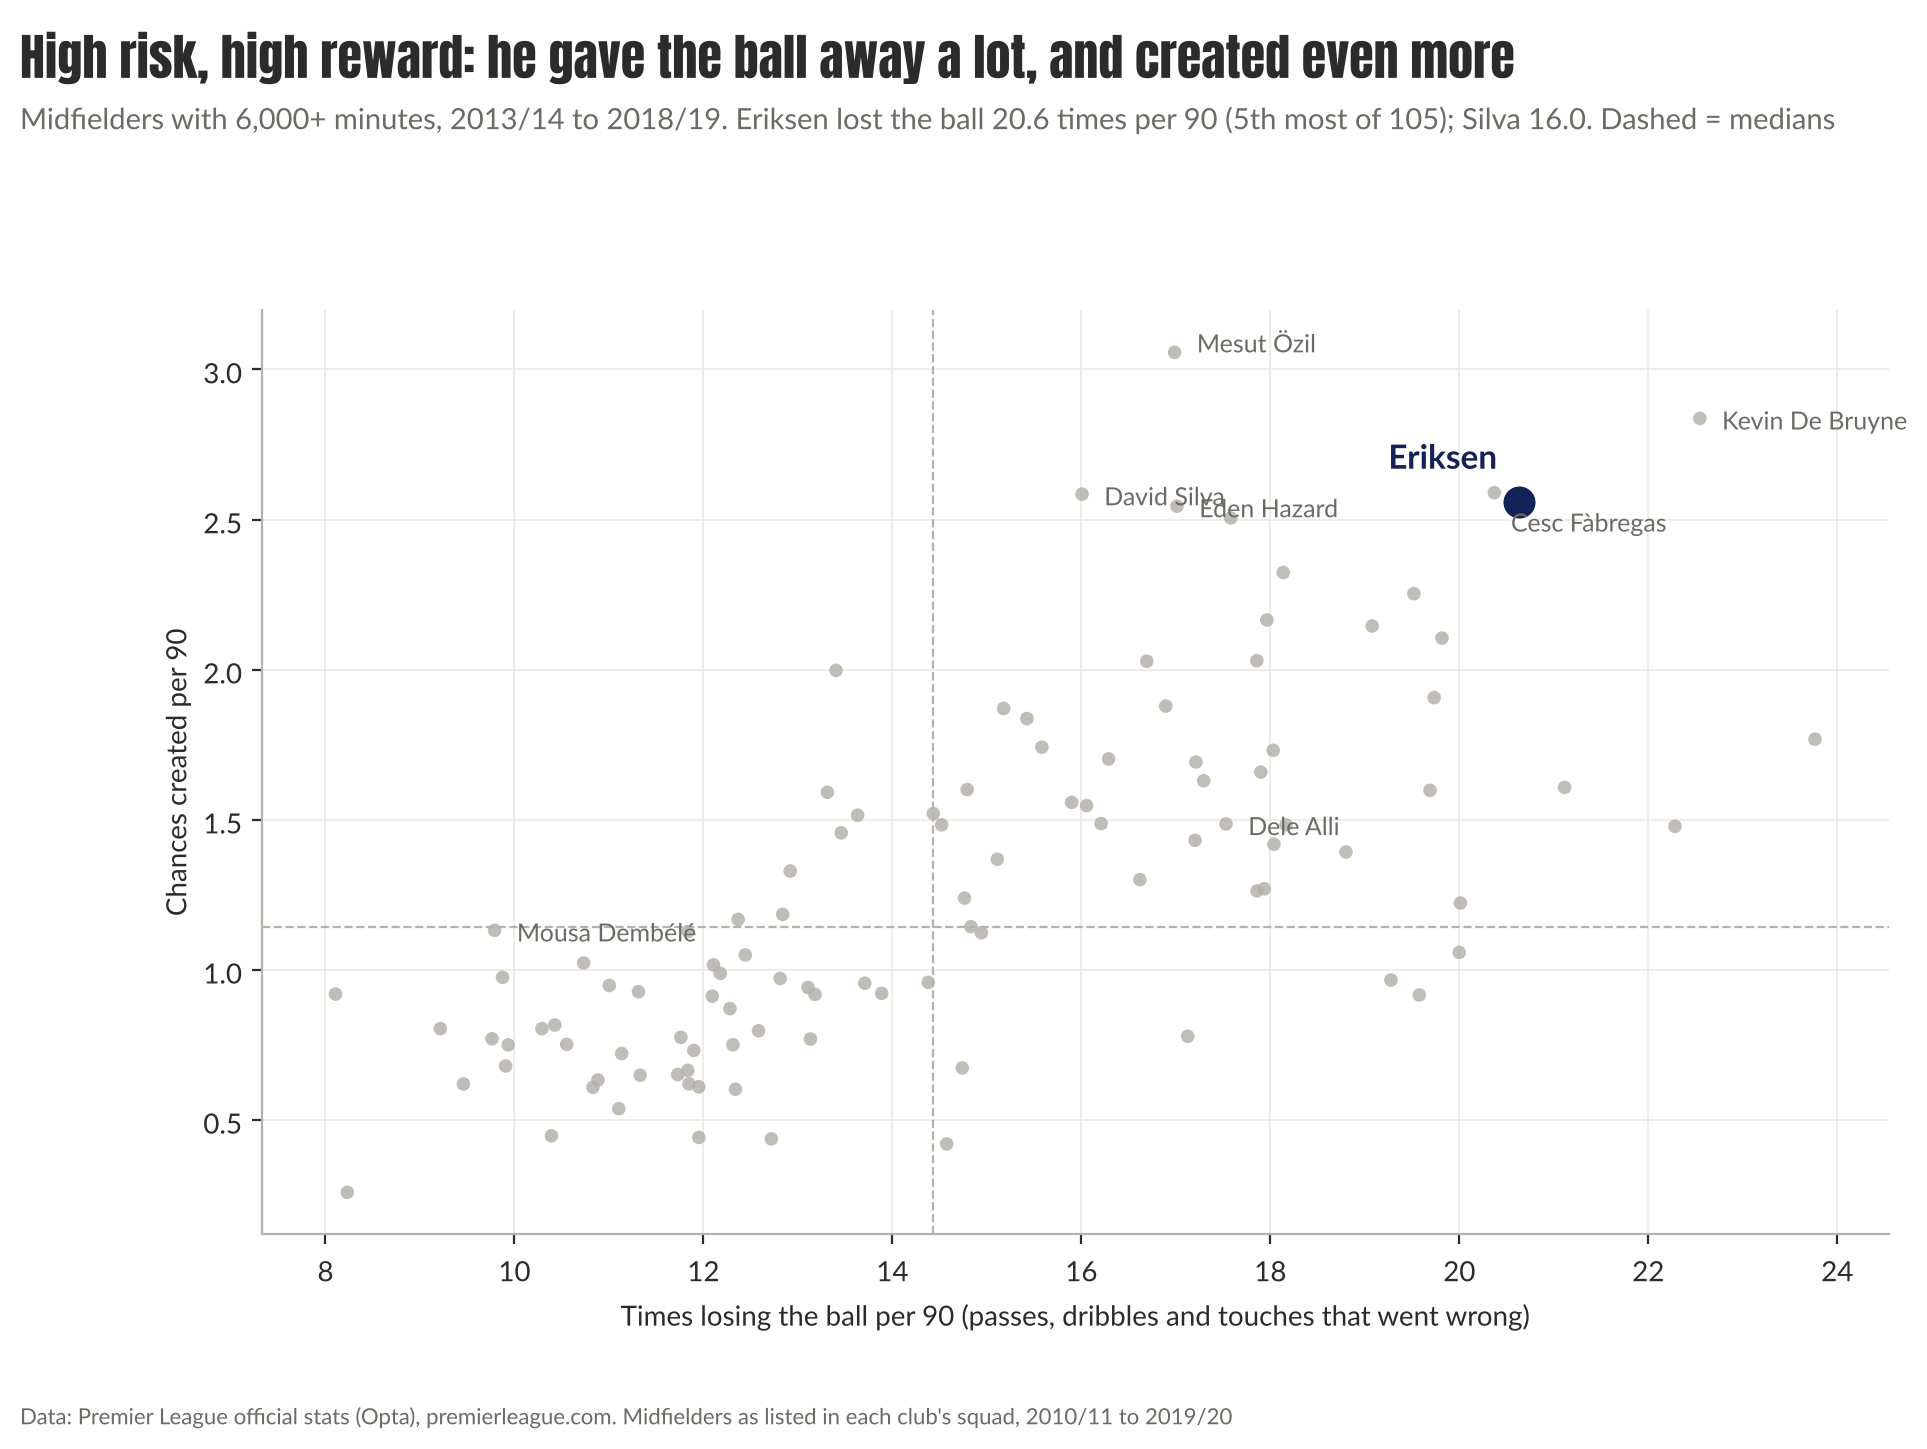 High risk, high reward: he gave the ball away a lot, and created even more
Midfielders with 6,000+ minutes, 2013/14 to 2018/19. Eriksen lost the ball 20.6 times per 90 (5th most of 105); Silva 16.0. Dashed = medians
Mesut Özil
Kevin De Bruyne
Eriksen
David Silva
Eden Hazard
Cesc Fàbregas
Dele Alli
Mousa Dembélé
Chances created per 90
3.0
2.5
2.0
1.5
1.0
0.5
8 10 12 14 16 18 20 22 24
Times losing the ball per 90 (passes, dribbles and touches that went wrong)
Data: Premier League official stats (Opta), premierleague.com. Midfielders as listed in each club's squad, 2010/11 to 2019/20